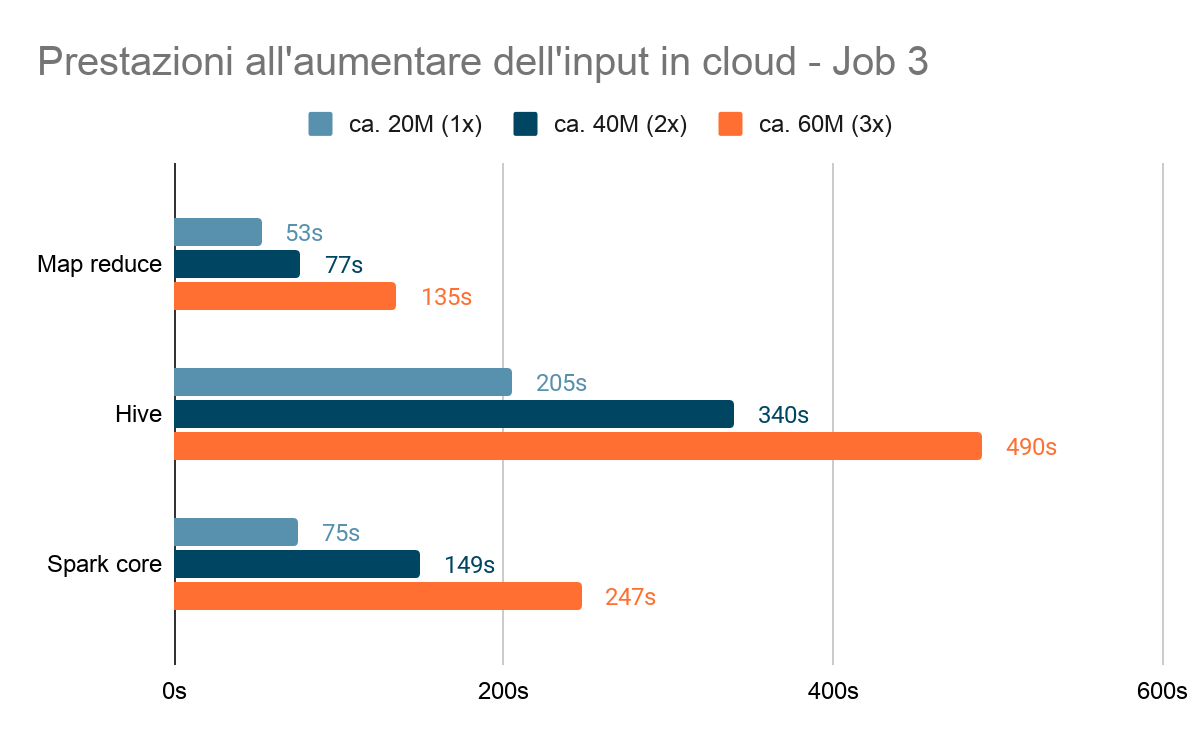 Prestazioni all'aumentare dell'input in cloud - Job 3
ca. 20M (1x) ca. 40M (2x) ca. 60M (3x)
53s
Map reduce 77s
135s
205s
Hive 340s
490s
75s
Spark core 149s
247s
0s 200s 400s 600s